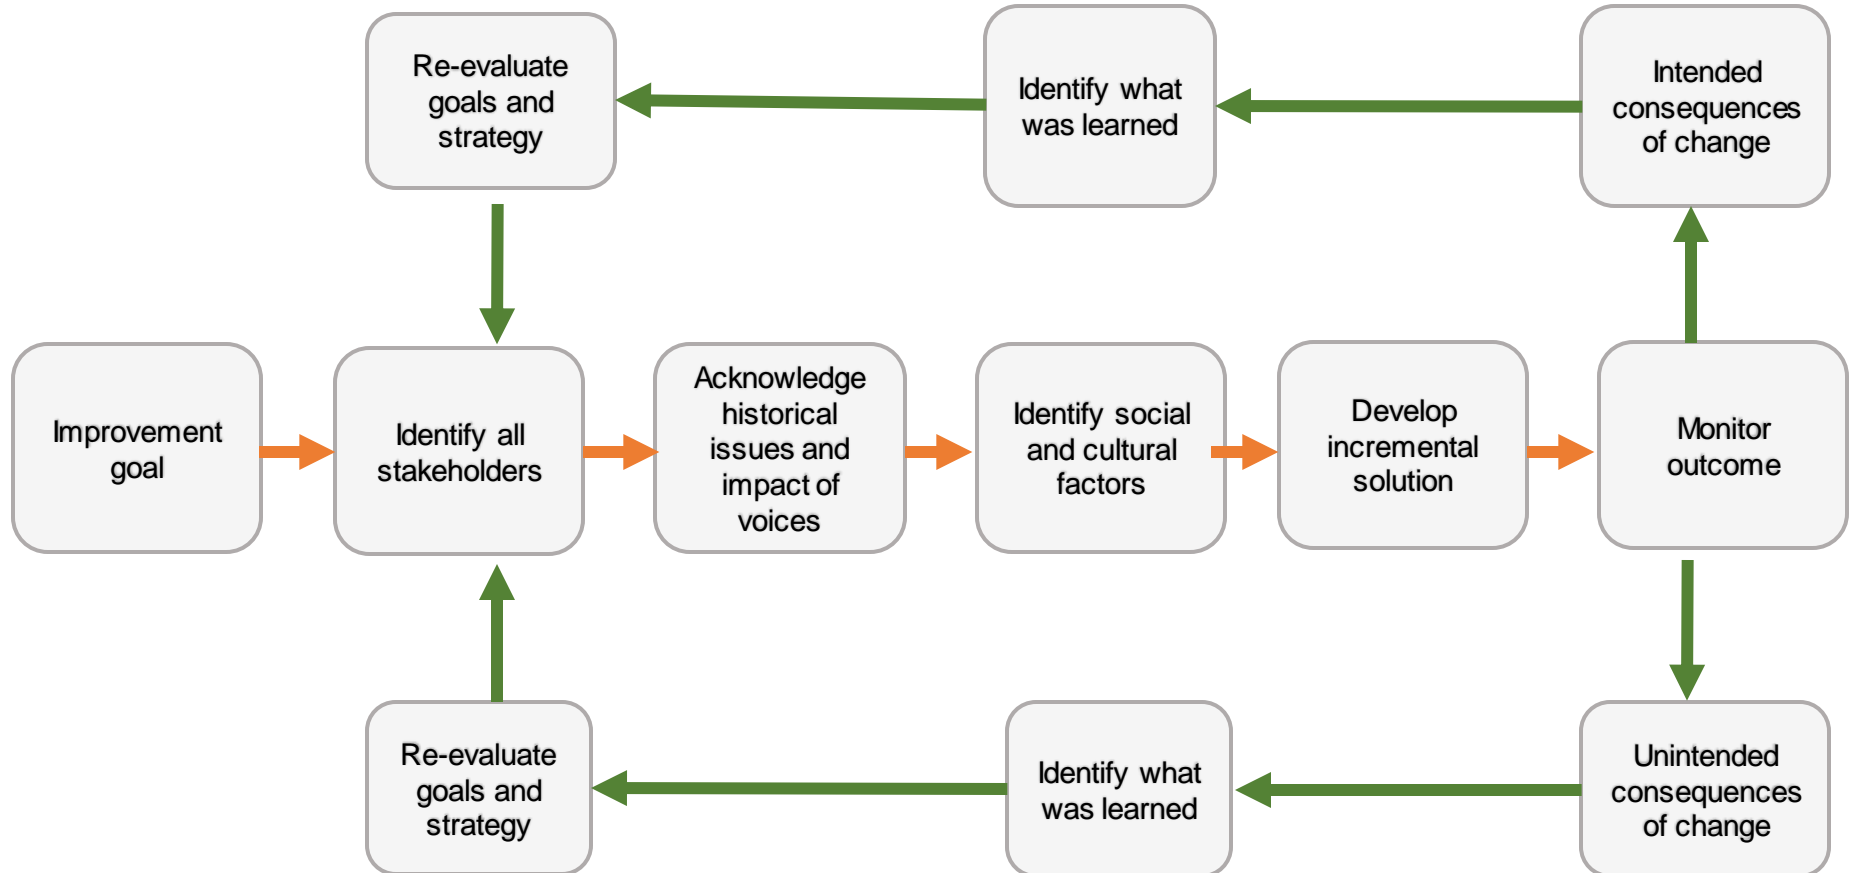 Re-evaluate
goals and
strategy
Identify what
was learned
Intended
consequences
of change
Improvement
goal
Identify all
stakeholders
Acknowledge
historical
issues and
impact of
voices
Identify social
and cultural
factors
Develop
incremental
solution
Monitor
outcome
Re-evaluate
goals and
strategy
Identify what
was learned
Unintended
consequences
of change